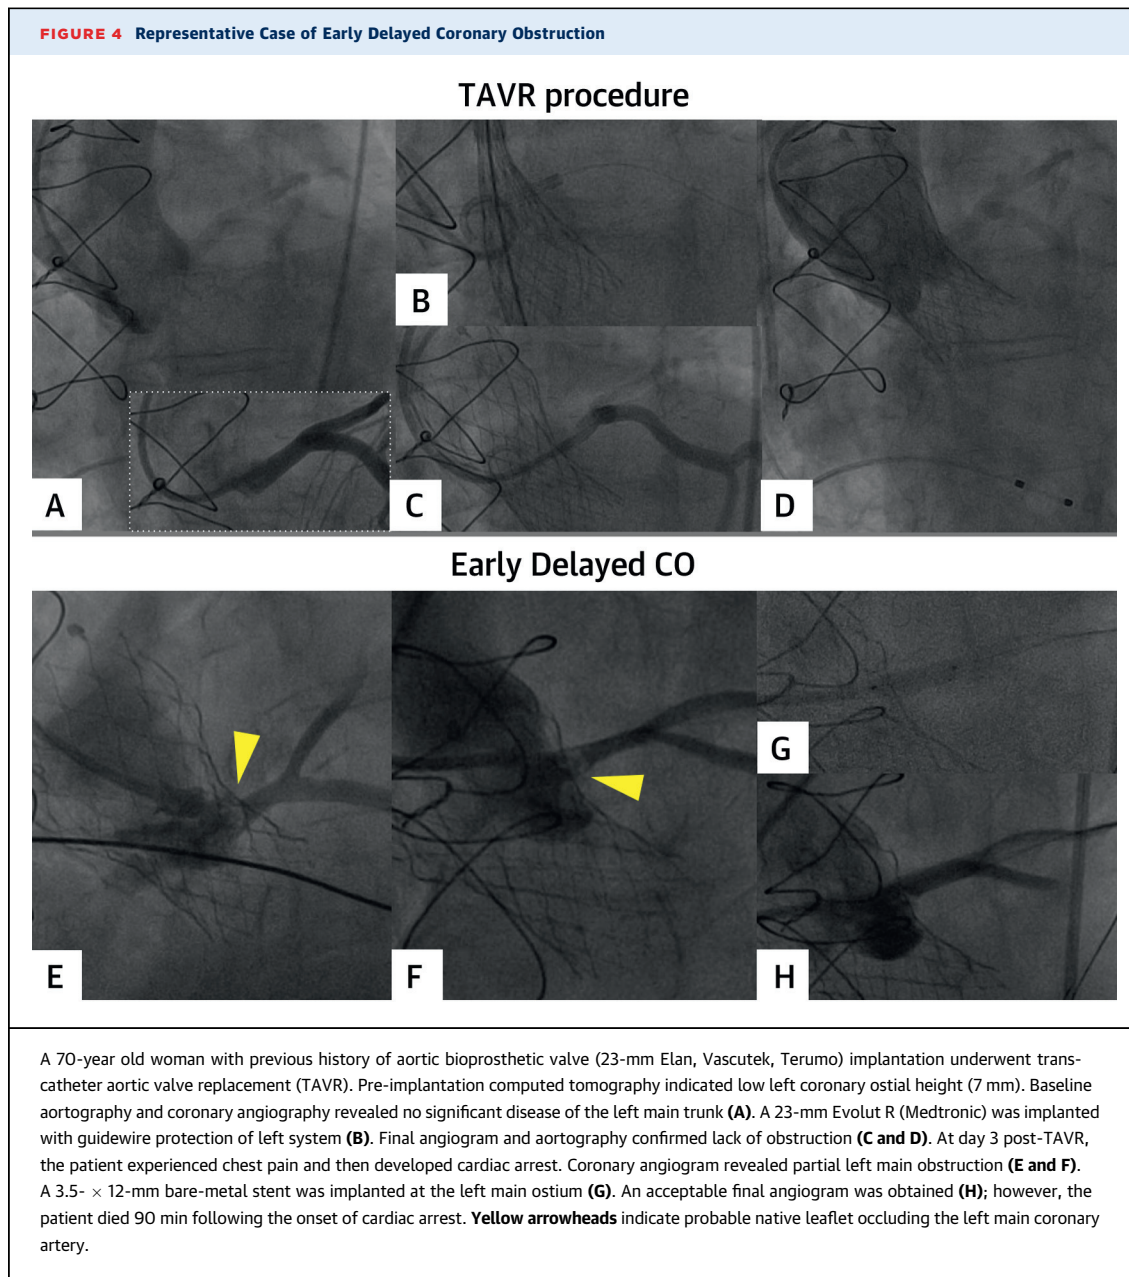 FIGURE 4 Representative Case of Early Delayed Coronary Obstruction
TAVR procedure
A
B
C
D
Early Delayed CO
E
F
G
H
A 70-year old woman with previous history of aortic bioprosthetic valve (23-mm Elan, Vascutek, Terumo) implantation underwent trans-
catheter aortic valve replacement (TAVR). Pre-implantation computed tomography indicated low left coronary ostial height (7 mm). Baseline
aortography and coronary angiography revealed no significant disease of the left main trunk (A). A 23-mm Evolut R (Medtronic) was implanted
with guidewire protection of left system (B). Final angiogram and aortography confirmed lack of obstruction (C and D). At day 3 post-TAVR,
the patient experienced chest pain and then developed cardiac arrest. Coronary angiogram revealed partial left main obstruction (E and F).
A 3.5- × 12-mm bare-metal stent was implanted at the left main ostium (G). An acceptable final angiogram was obtained (H); however, the
patient died 90 min following the onset of cardiac arrest. Yellow arrowheads indicate probable native leaflet occluding the left main coronary
artery.